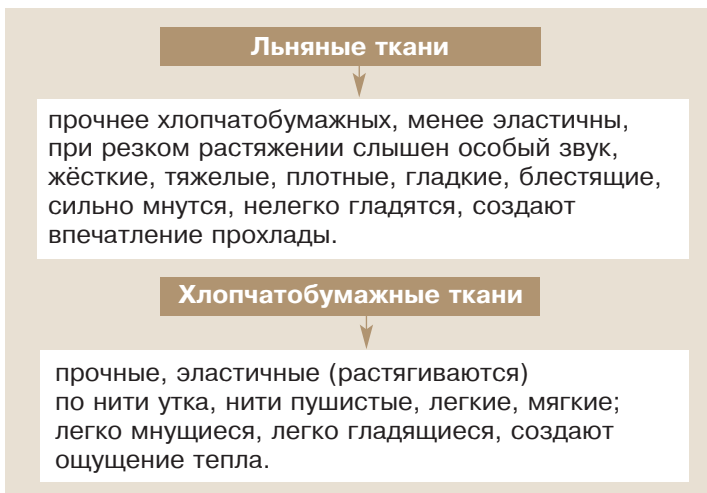 Льняные ткани
прочнее хлопчатобумажных, менее эластичны,
при резком растяжении слышен особый звук,
жёсткие, тяжелые, плотные, гладкие, блестящие,
сильно мнутся, нелегко гладятся, создают
впечатление прохлады.
Хлопчатобумажные ткани
прочные, эластичные (растягиваются)
по нити утка, нити пушистые, легкие, мягкие;
легко мнущиеся, легко гладящиеся, создают
ощущение тепла.